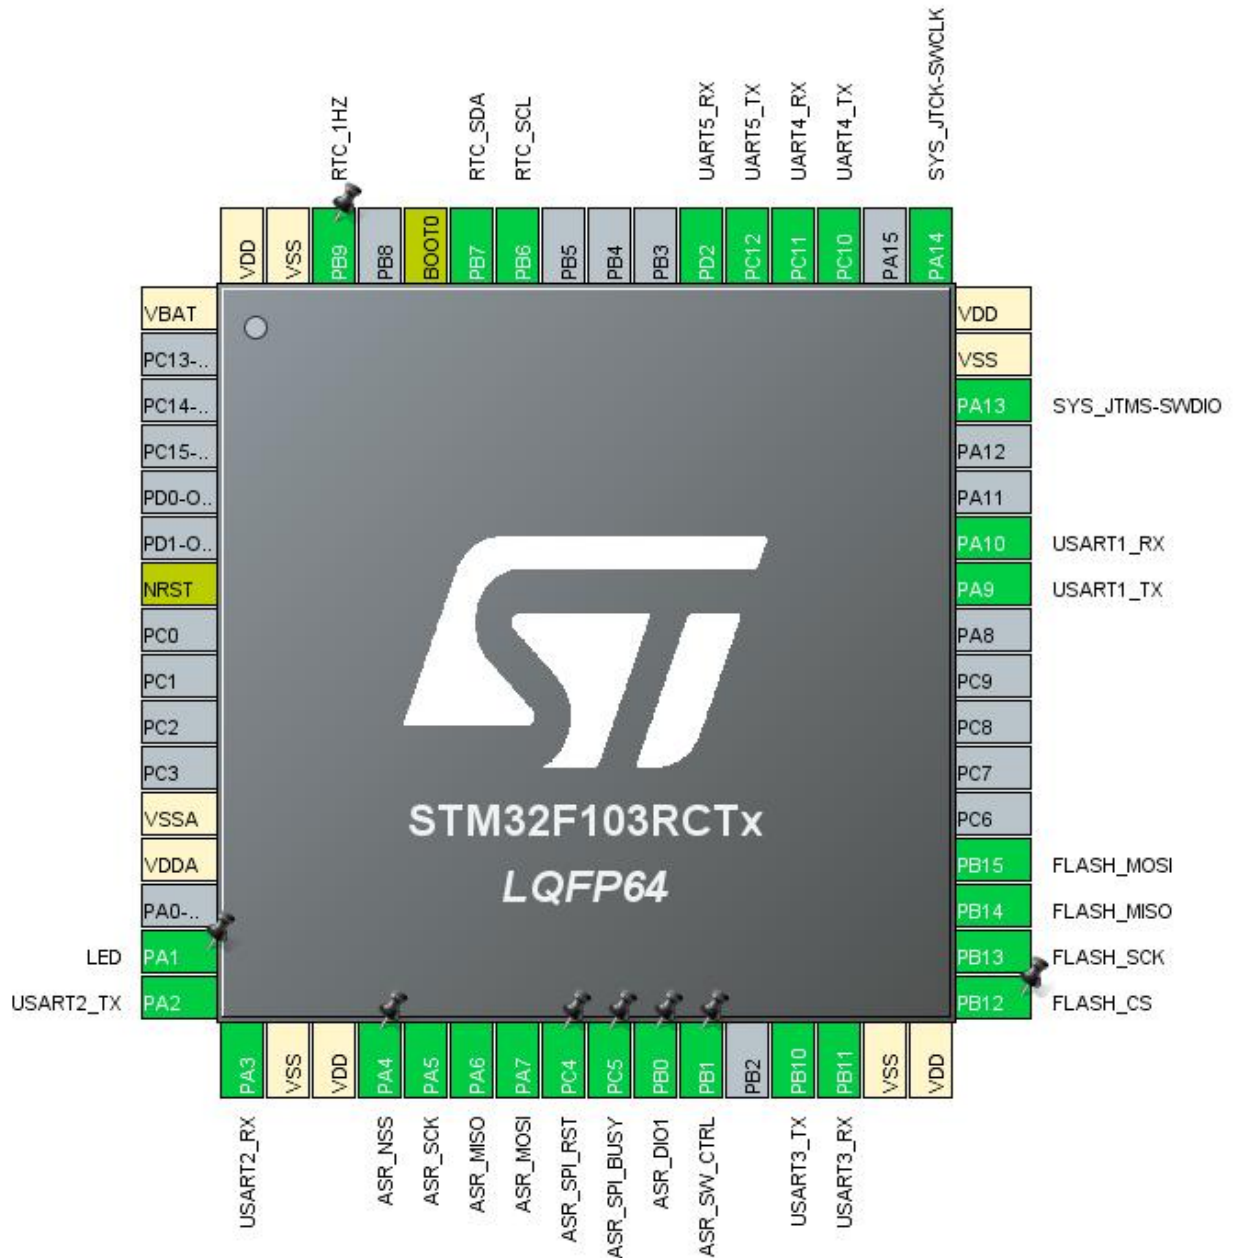 RTC_1HZ
RTC_SDA
RTC_SCL
UART5_RX
UART5_TX
UART4_RX
UART4_TX
SYS_JTCK-SWCLK
VDD
VSS
PB9
PB8
BOOT0
PB7
PB6
PB5
PB4
PB3
PD2
PC12
PC11
PC10
PA15
PA14
VBAT
PC13-..
PC14-..
PC15-..
PD0-O..
PD1-O..
NRST
PC0
PC1
PC2
PC3
VSSA
VDDA
PA0-..
LED PA1
USART2_TX PA2
STM32F103RCTx
LQFP64
VDD
VSS
PA13 SYS_JTMS-SWDIO
PA12
PA11
PA10 USART1_RX
PA9 USART1_TX
PA8
PC9
PC8
PC7
PC6
PB15 FLASH_MOSI
PB14 FLASH_MISO
PB13 FLASH_SCK
PB12 FLASH_CS
PA3
VSS
VDD
PA4
PA5
PA6
PA7
PC4
PC5
PB0
PB1
PB2
PB10
PB11
VSS
VDD
USART2_RX
ASR_NSS
ASR_SCK
ASR_MISO
ASR_MOSI
ASR_SPI_RST
ASR_SPI_BUSY
ASR_DIO1
ASR_SW_CTRL
USART3_TX
USART3_RX